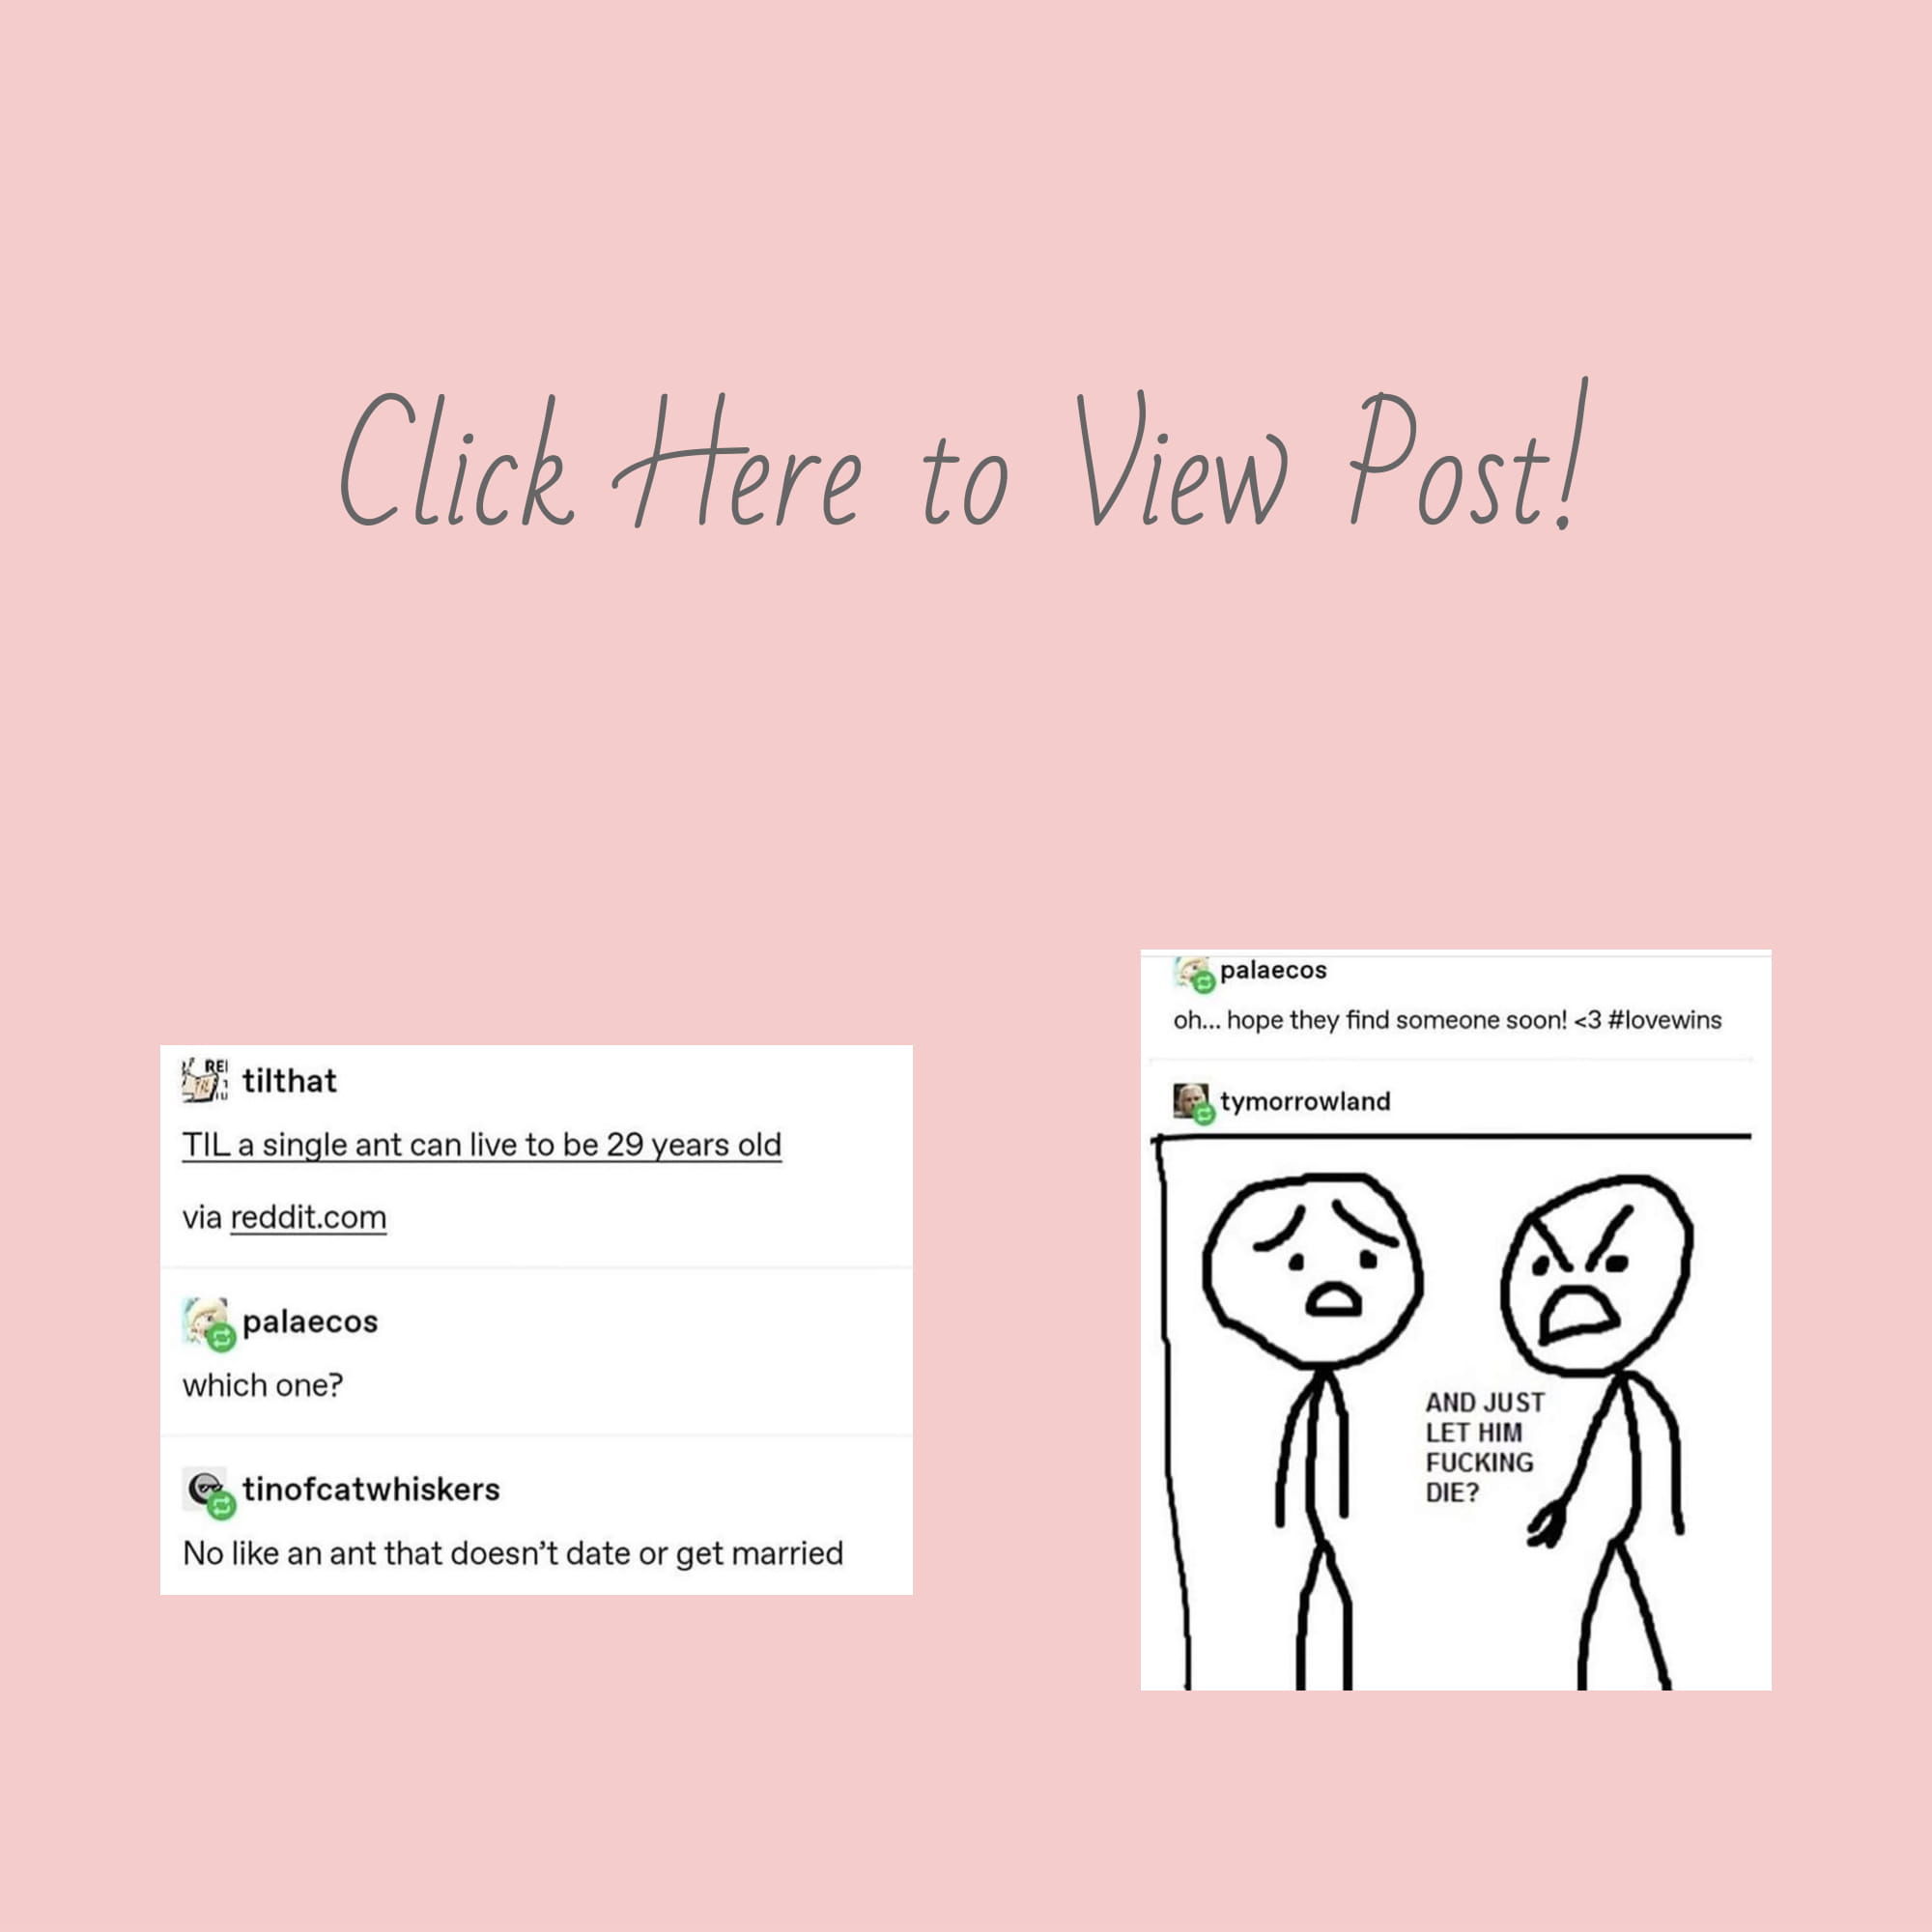 Click Here to View Post!
tilthat
TIL a single ant can live to be 29 years old
via reddit.com
palaecos
which one?
tinofcatwhiskers
No like an ant that doesn’t date or get married
palaecos
oh... hope they find someone soon! <3 #lovewins
tymorrowland
AND JUST
LET HIM
FUCKING
DIE?